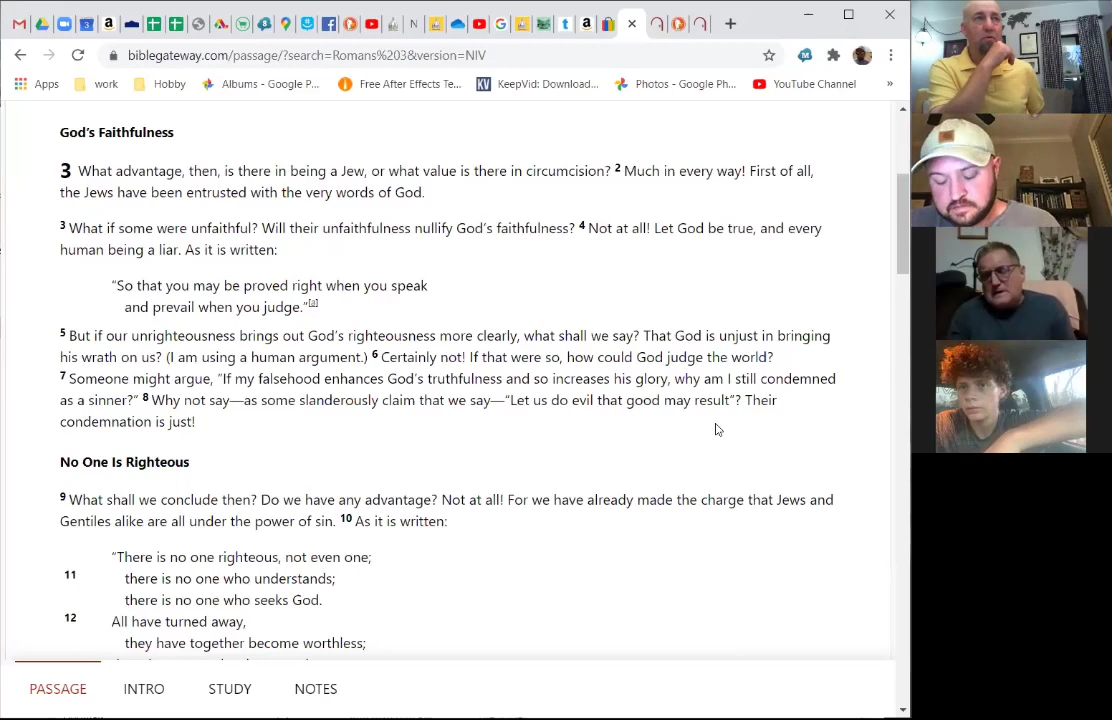 biblegateway.com/passage/?search=Romans%203&version=NIV
Apps work Hobby Albums - Google P... Free After Effects Te... KeepVid: Download... Photos - Google Ph... YouTube Channel »
God's Faithfulness
3 What advantage, then, is there in being a Jew, or what value is there in circumcision? 2 Much in every way! First of all,
the Jews have been entrusted with the very words of God.
3 What if some were unfaithful? Will their unfaithfulness nullify God's faithfulness? 4 Not at all! Let God be true, and every
human being a liar. As it is written:
"So that you may be proved right when you speak
and prevail when you judge."[a]
5 But if our unrighteousness brings out God's righteousness more clearly, what shall we say? That God is unjust in bringing
his wrath on us? (I am using a human argument.) 6 Certainly not! If that were so, how could God judge the world?
7 Someone might argue, "If my falsehood enhances God's truthfulness and so increases his glory, why am I still condemned
as a sinner?" 8 Why not say—as some slanderously claim that we say—"Let us do evil that good may result"? Their
condemnation is just!
No One Is Righteous
9 What shall we conclude then? Do we have any advantage? Not at all! For we have already made the charge that Jews and
Gentiles alike are all under the power of sin. 10 As it is written:
"There is no one righteous, not even one;
11 there is no one who understands;
there is no one who seeks God.
12 All have turned away,
they have together become worthless;
PASSAGE INTRO STUDY NOTES